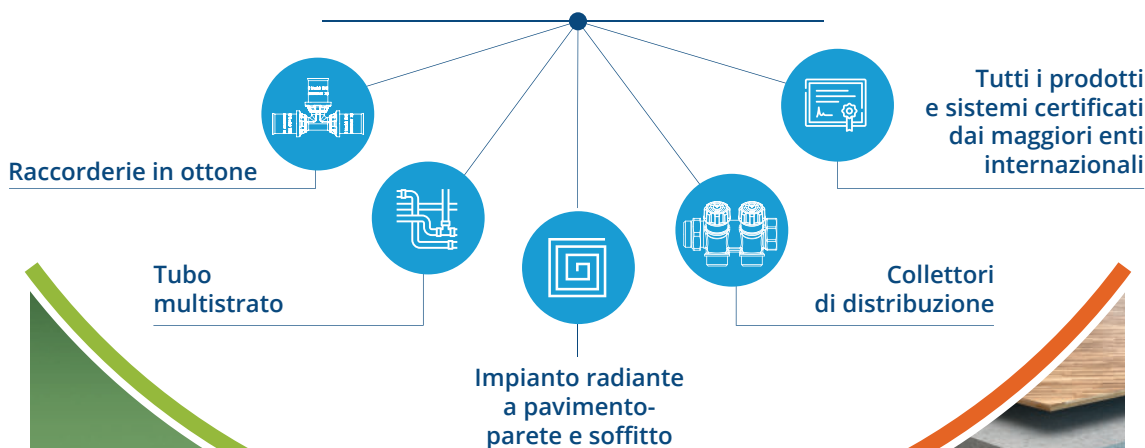 Raccorderie in ottone
Tubo
multistrato
Impianto radiante
a pavimento-
parete e soffitto
Collettori
di distribuzione
Tutti i prodotti
e sistemi certificati
dai maggiori enti
internazionali